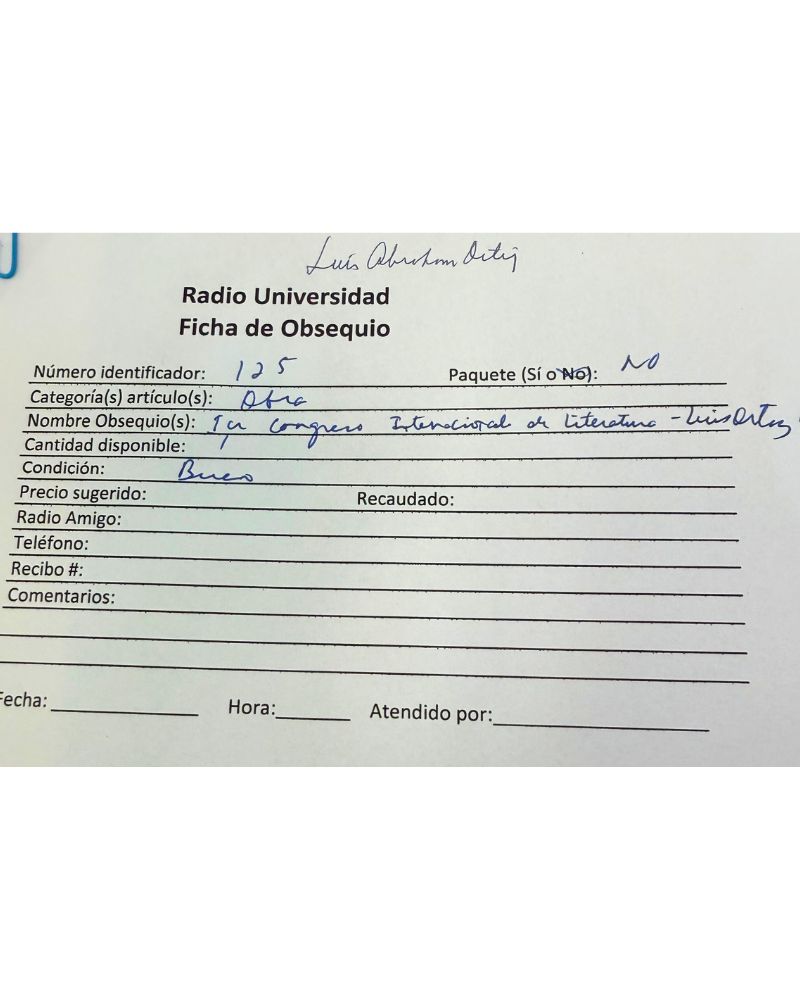 Luis Abraham Ortiz
Radio Universidad
Ficha de Obsequio
Número identificador: 125 Paquete (Sí o No): NO
Categoría(s) artículo(s): Obra
Nombre Obsequio(s): 1er Congreso Internacional de Literatura - Luis Ortiz
Cantidad disponible: 1
Condición: Bueno
Precio sugerido: Recaudado:
Radio Amigo:
Teléfono:
Recibo #:
Comentarios:
Fecha: Hora: Atendido por: